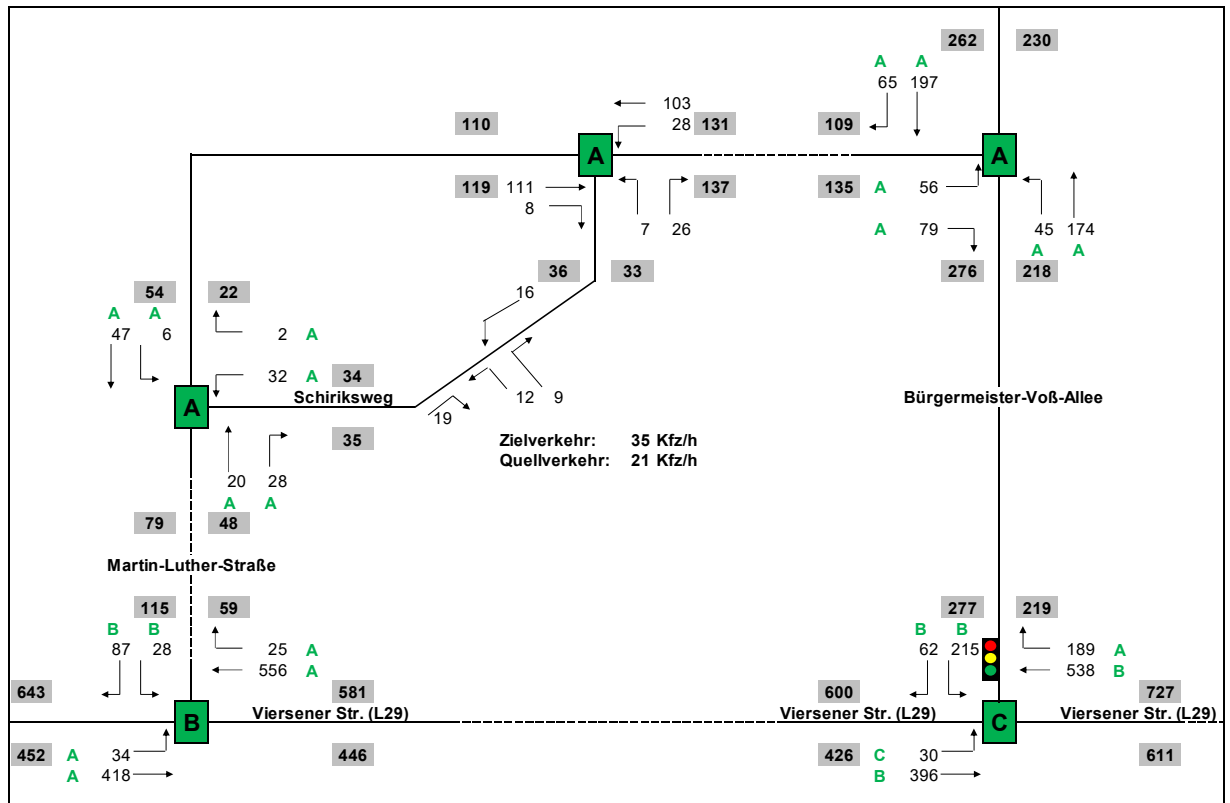 262 230
A A
65 197
103
28
110 131 109
A A
119 111
8
137 135 A 56
7 26
A 79
45 174
A A
36 33 276 218
54 22
16
A A
47 6
2 A
32 A 34
Schiriksweg
A
12 9
19
Bürgermeister-Voß-Allee
35
Zielverkehr: 35 Kfz/h
Quellverkehr: 21 Kfz/h
20 28
A A
79 48
Martin-Luther-Straße
115 59 277 219
B B
87 28
25 A
556 A
B B
62 215
189 A
538 B
643 581 600 727
Viersener Str. (L29) Viersener Str. (L29) Viersener Str. (L29)
B C
452 A 34
A 418
446 426 C 30
B 396
611